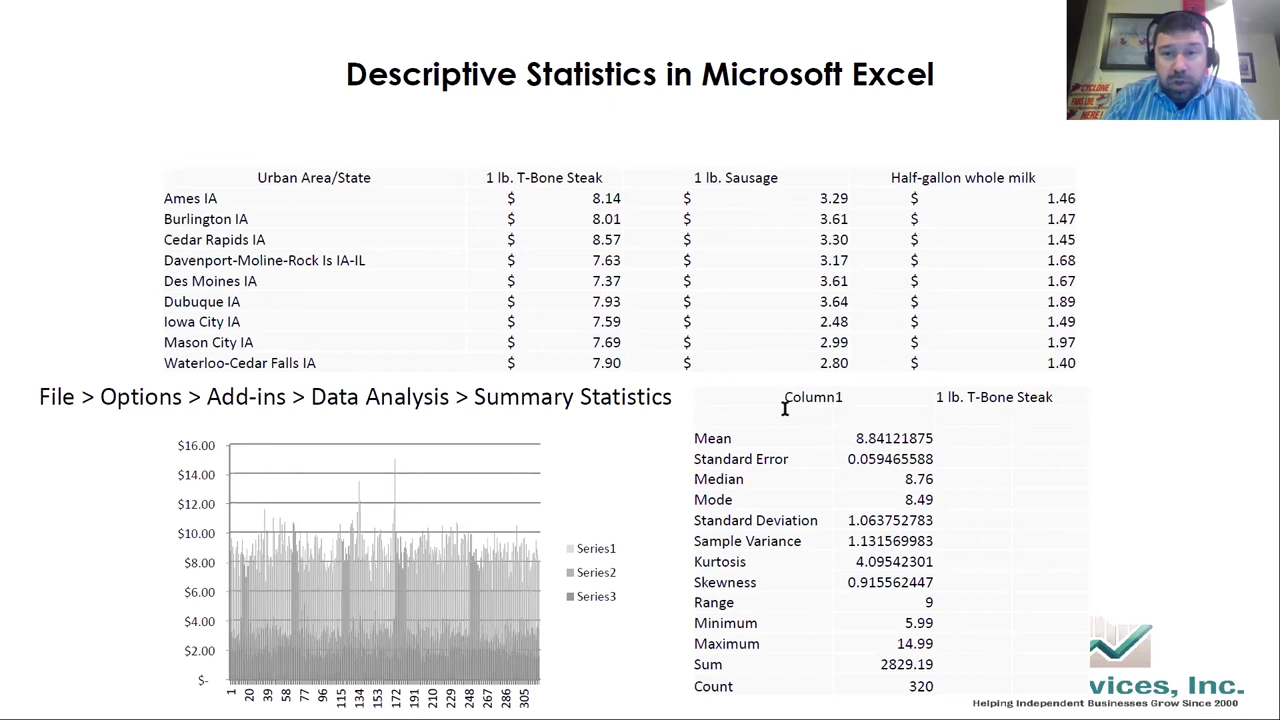 Descriptive Statistics in Microsoft Excel
CYCLONE
FANS LIVE
HERE!
Urban Area/State 1 lb. T-Bone Steak 1 lb. Sausage Half-gallon whole milk
Ames IA $ 8.14 $ 3.29 $ 1.46
Burlington IA $ 8.01 $ 3.61 $ 1.47
Cedar Rapids IA $ 8.57 $ 3.30 $ 1.45
Davenport-Moline-Rock Is IA-IL $ 7.63 $ 3.17 $ 1.68
Des Moines IA $ 7.37 $ 3.61 $ 1.67
Dubuque IA $ 7.93 $ 3.64 $ 1.89
Iowa City IA $ 7.59 $ 2.48 $ 1.49
Mason City IA $ 7.69 $ 2.99 $ 1.97
Waterloo-Cedar Falls IA $ 7.90 $ 2.80 $ 1.40
File > Options > Add-ins > Data Analysis > Summary Statistics
$16.00
$14.00
$12.00
$10.00
$8.00
$6.00
$4.00
$2.00
$-
1 20 39 58 77 96 115 134 153 172 191 210 229 248 267 286 305
Series1
Series2
Series3
Column1 1 lb. T-Bone Steak
Mean 8.84121875
Standard Error 0.059465588
Median 8.76
Mode 8.49
Standard Deviation 1.063752783
Sample Variance 1.131569983
Kurtosis 4.09542301
Skewness 0.915562447
Range 9
Minimum 5.99
Maximum 14.99
Sum 2829.19
Count 320
vices, Inc.
Helping Independent Businesses Grow Since 2000